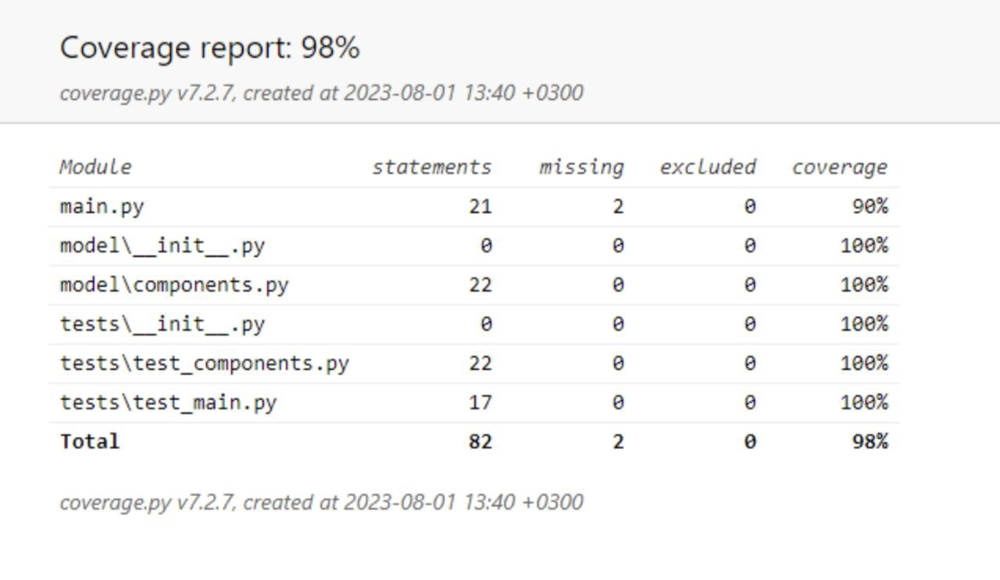 Coverage report: 98%
coverage.py v7.2.7, created at 2023-08-01 13:40 +0300
Module statements missing excluded coverage
main.py 21 2 0 90%
model\__init__.py 0 0 0 100%
model\components.py 22 0 0 100%
tests\__init__.py 0 0 0 100%
tests\test_components.py 22 0 0 100%
tests\test_main.py 17 0 0 100%
Total 82 2 0 98%
coverage.py v7.2.7, created at 2023-08-01 13:40 +0300